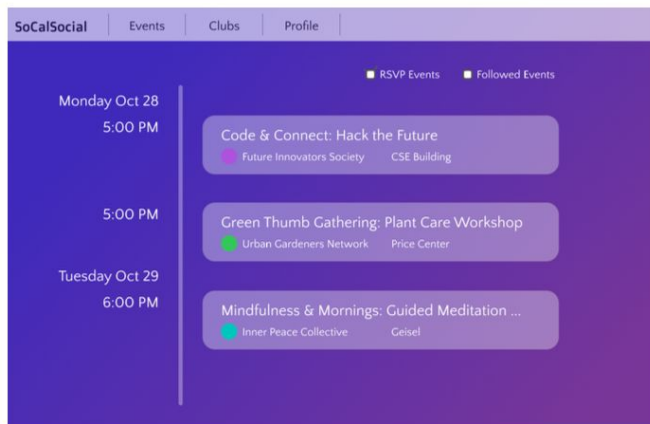 SoCalSocial Events Clubs Profile
RSVP Events Followed Events
Monday Oct 28
5:00 PM
Code & Connect: Hack the Future
Future Innovators Society CSE Building
5:00 PM
Green Thumb Gathering: Plant Care Workshop
Urban Gardeners Network Price Center
Tuesday Oct 29
6:00 PM
Mindfulness & Mornings: Guided Meditation ...
Inner Peace Collective Geisel